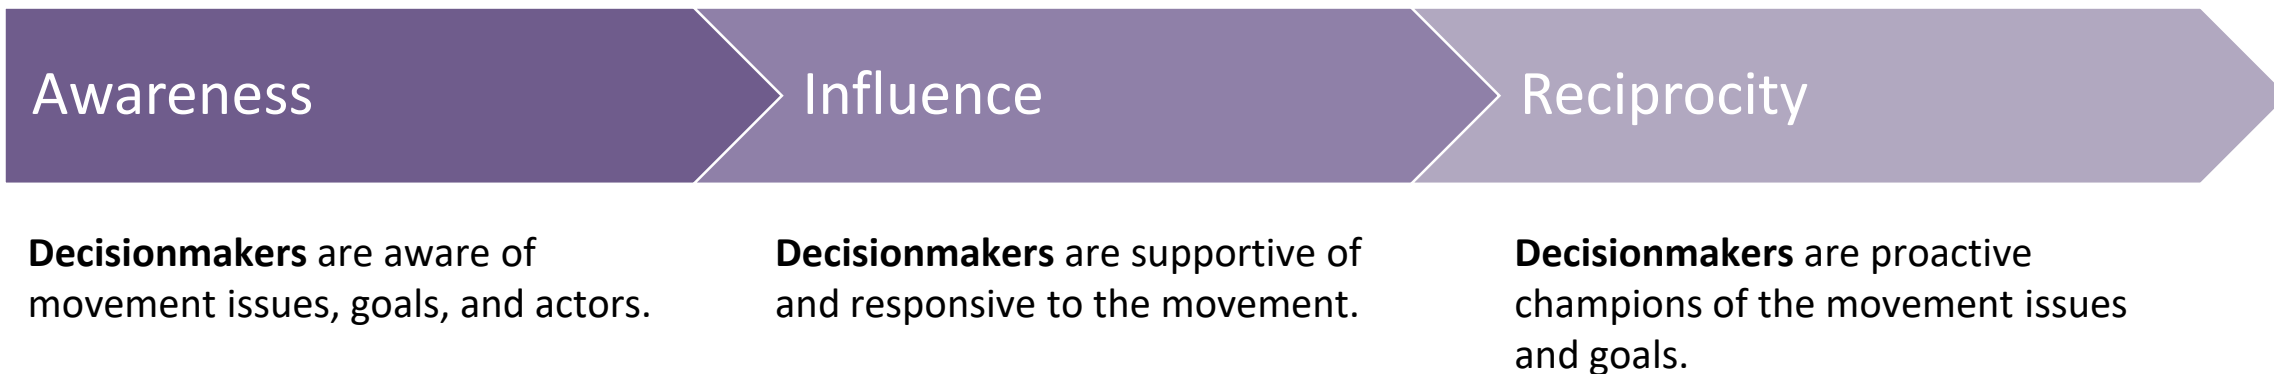 Awareness
Influence
Reciprocity
Decisionmakers are aware of
movement issues, goals, and actors.
Decisionmakers are supportive of
and responsive to the movement.
Decisionmakers are proactive
champions of the movement issues
and goals.